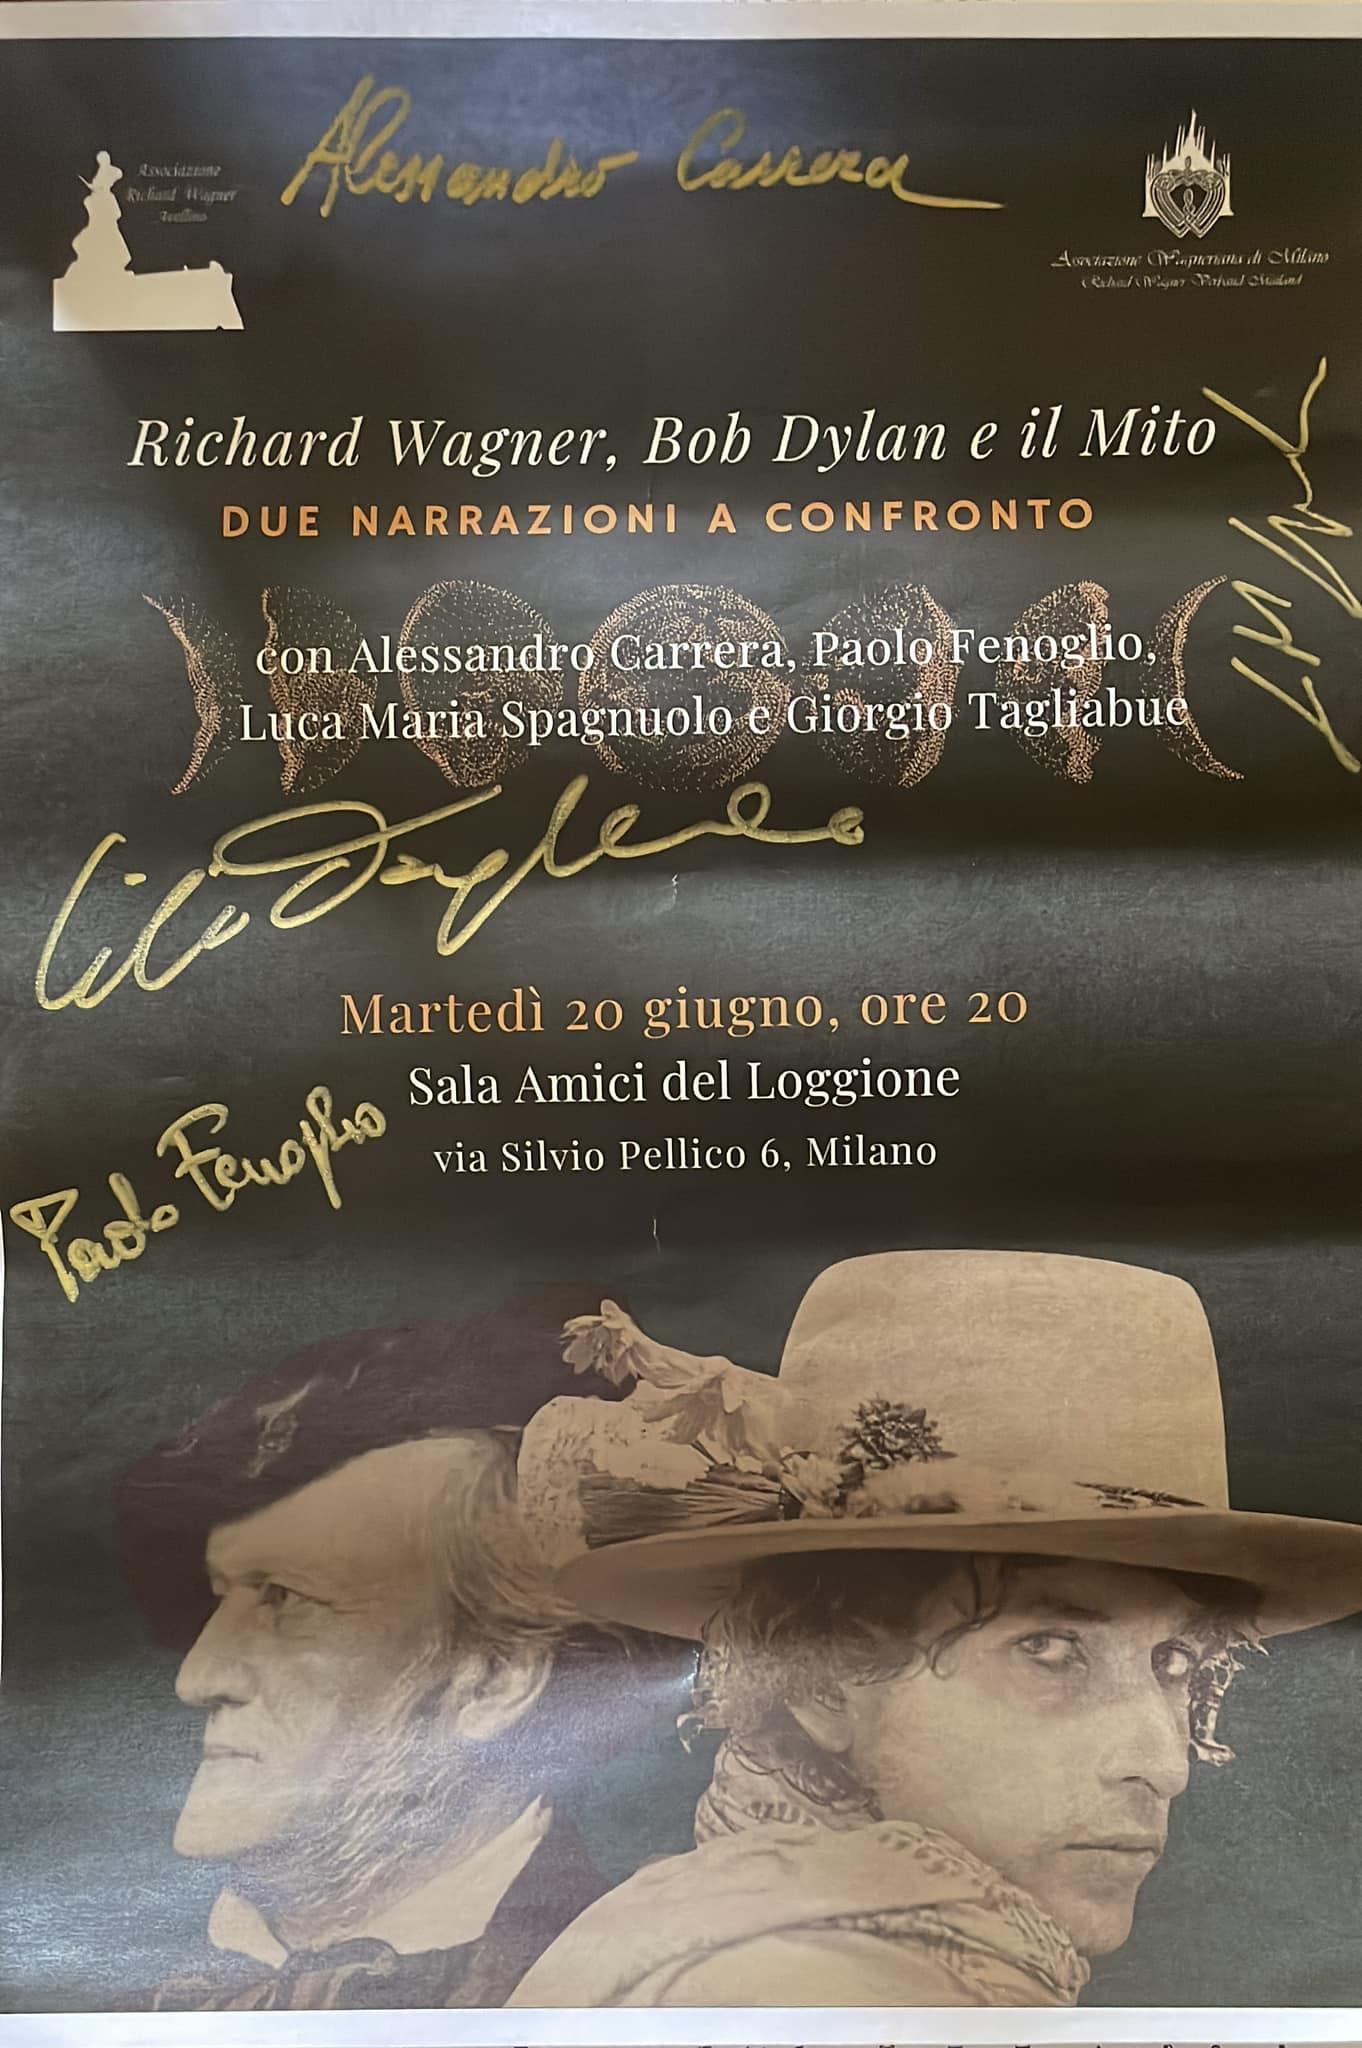 Alessandro Carrera
Associazione
Richard Wagner
Avellino
Associazione Wagneriana di Milano
Richard Wagner Verband Mailand
Richard Wagner, Bob Dylan e il Mito
DUE NARRAZIONI A CONFRONTO
con Alessandro Carrera, Paolo Fenoglio,
Luca Maria Spagnuolo e Giorgio Tagliabue
Martedì 20 giugno, ore 20
Sala Amici del Loggione
via Silvio Pellico 6, Milano
Paolo Fenoglio